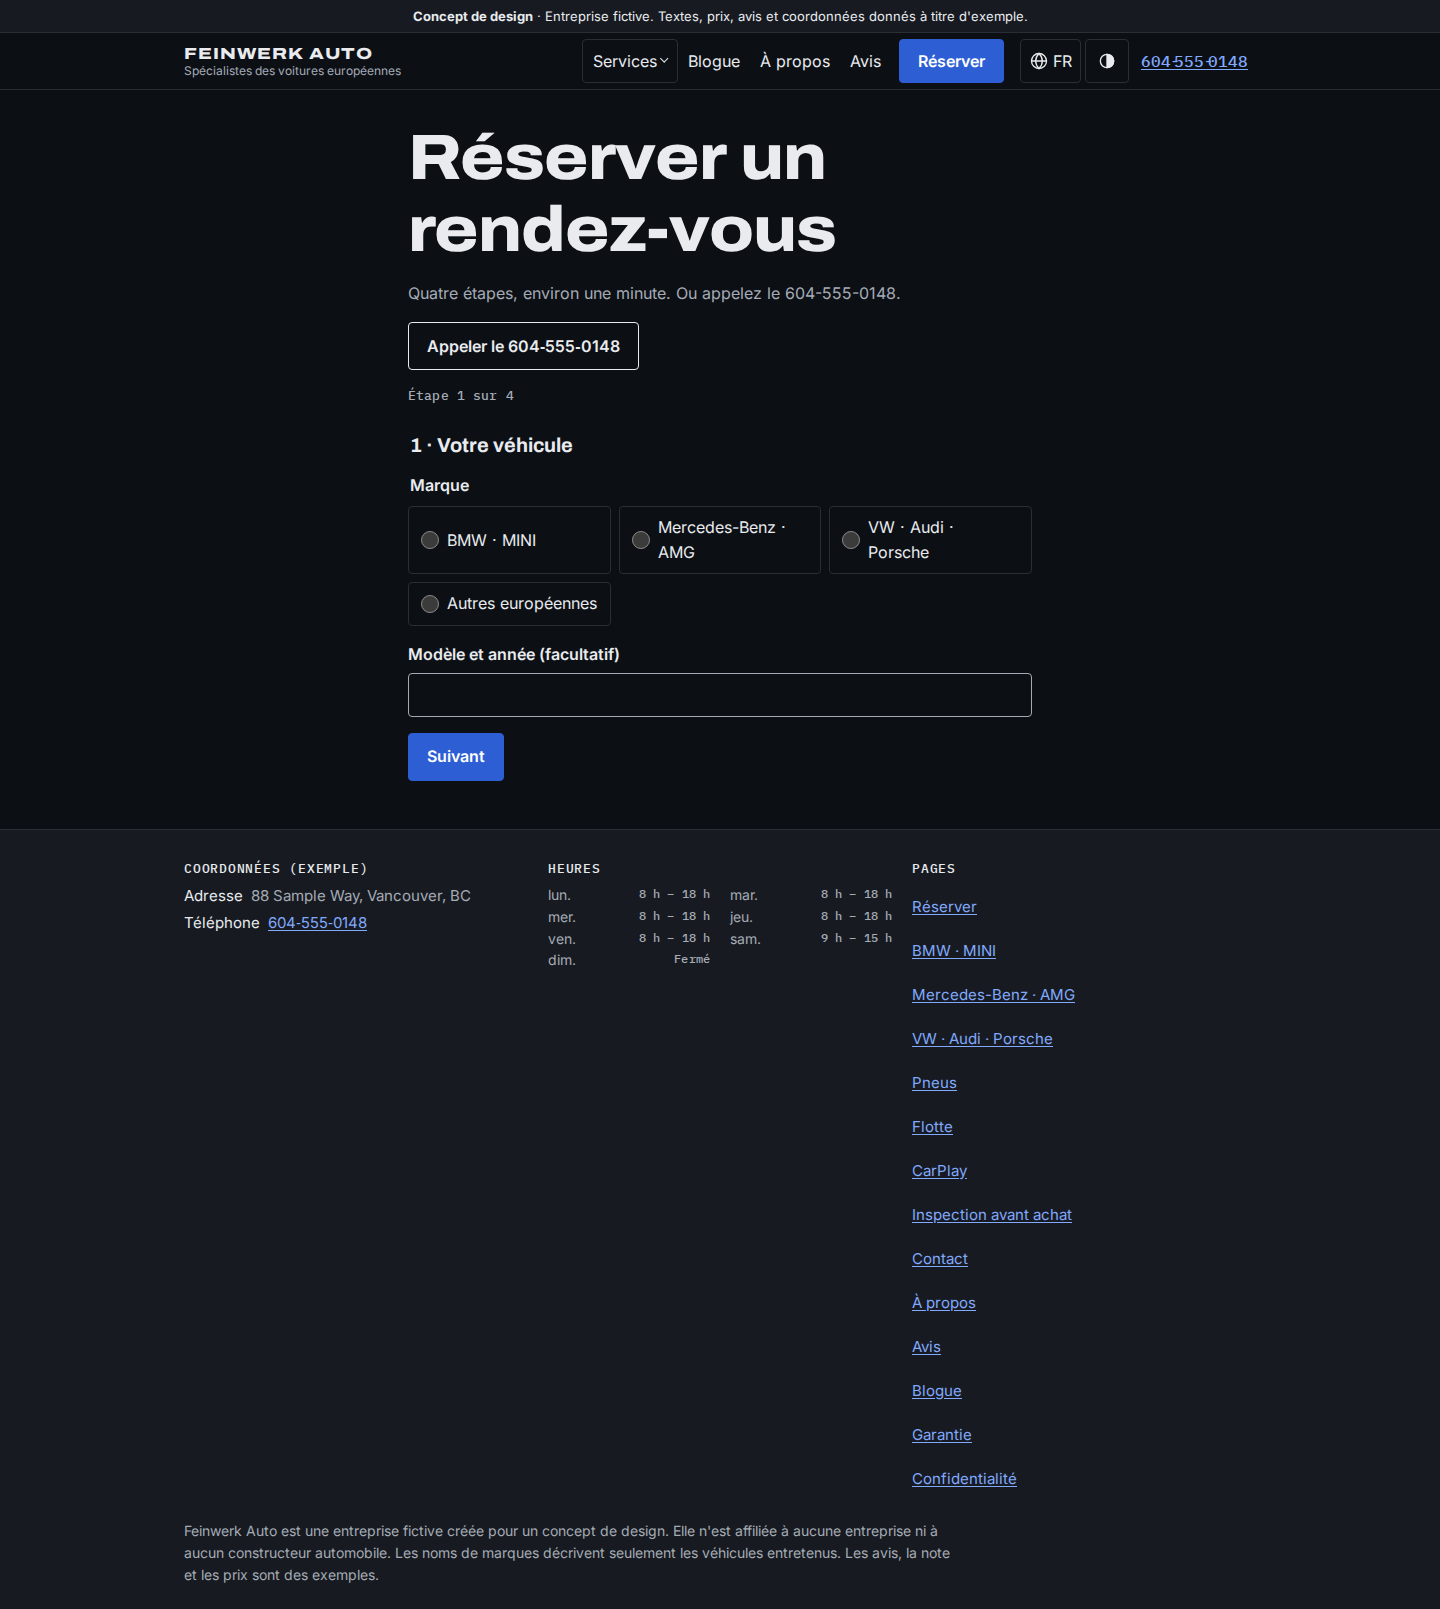 Concept de design · Entreprise fictive. Textes, prix, avis et coordonnées donnés à titre d'exemple.
FEINWERK AUTO
Spécialistes des voitures européennes
Services
Blogue
À propos
Avis
Réserver
FR
604-555-0148
Réserver un
rendez-vous
Quatre étapes, environ une minute. Ou appelez le 604-555-0148.
Appeler le 604-555-0148
Étape 1 sur 4
1 · Votre véhicule
Marque
BMW · MINI
Mercedes-Benz ·
AMG
VW · Audi ·
Porsche
Autres européennes
Modèle et année (facultatif)
Suivant
COORDONNÉES (EXEMPLE)
Adresse 88 Sample Way, Vancouver, BC
Téléphone 604-555-0148
HEURES
lun. 8 h – 18 h mar. 8 h – 18 h
mer. 8 h – 18 h jeu. 8 h – 18 h
ven. 8 h – 18 h sam. 9 h – 15 h
dim. Fermé
PAGES
Réserver
BMW · MINI
Mercedes-Benz · AMG
VW · Audi · Porsche
Pneus
Flotte
CarPlay
Inspection avant achat
Contact
À propos
Avis
Blogue
Garantie
Confidentialité
Feinwerk Auto est une entreprise fictive créée pour un concept de design. Elle n'est affiliée à aucune entreprise ni à
aucun constructeur automobile. Les noms de marques décrivent seulement les véhicules entretenus. Les avis, la note
et les prix sont des exemples.